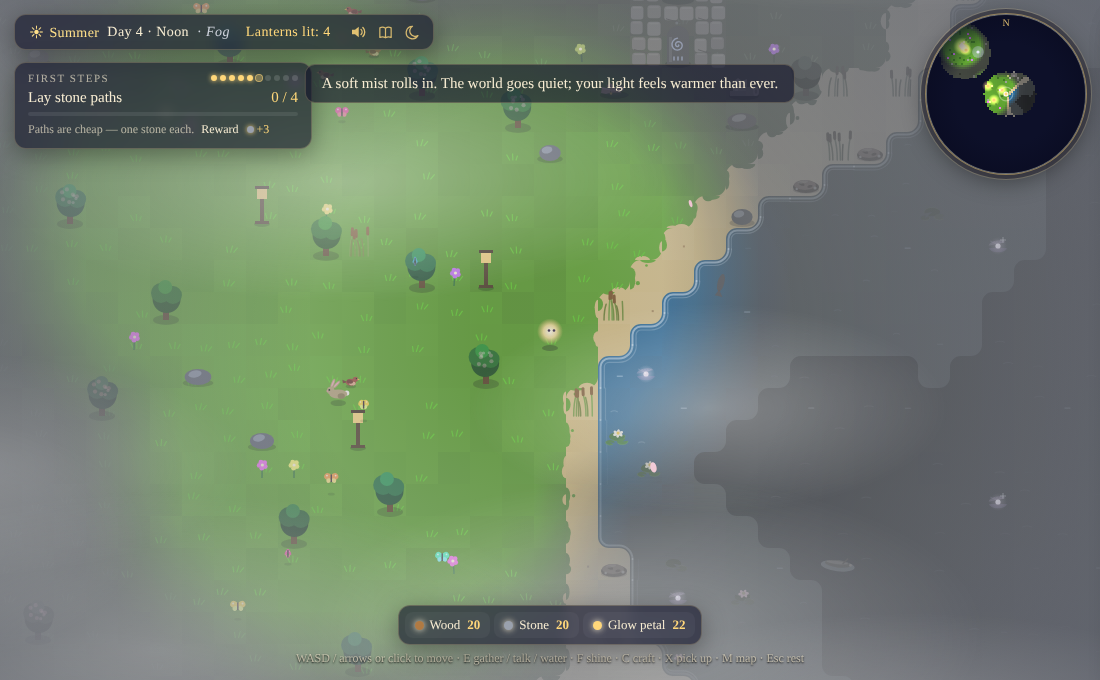 Summer Day 4 · Noon · Fog Lanterns lit: 4
N
FIRST STEPS
Lay stone paths 0 / 4
Paths are cheap — one stone each. Reward +3
A soft mist rolls in. The world goes quiet; your light feels warmer than ever.
Wood 20 Stone 20 Glow petal 22
WASD / arrows or click to move · E gather / talk / water · F shine · C craft · X pick up · M map · Esc rest